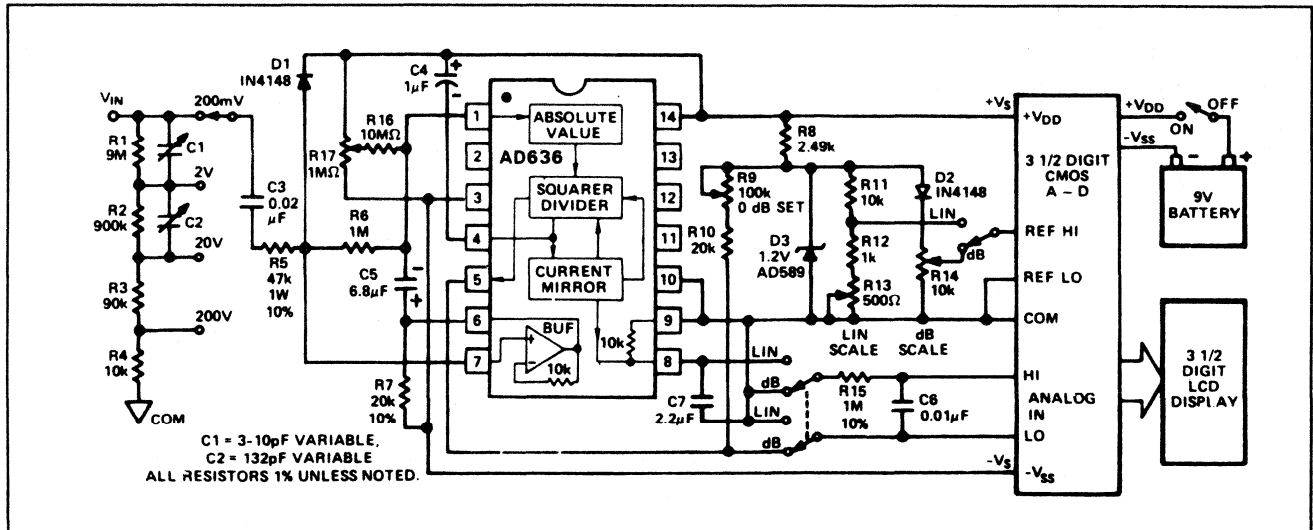 D1
IN4148
C4
1µF
+
-
VIN
200mV
R1
9M
C1
2V
R2
900k
C2
20V
R3
90k
200V
R4
10k
COM
C3
0.02
µF
R5
47k
1W
10%
R6
1M
R16
10MΩ
R17
1MΩ
C5
6.8µF
-
+
R7
20k
10%
C1 = 3-10pF VARIABLE,
C2 = 132pF VARIABLE
ALL RESISTORS 1% UNLESS NOTED.
1
2
3
4
5
6
7
ABSOLUTE
VALUE
AD636
SQUARER
DIVIDER
CURRENT
MIRROR
BUF
+
-
10k
10k
14
13
12
11
10
9
8
R8
2.49k
R9
100k
0 dB SET
R10
20k
D3
1.2V
AD589
R11
10k
R12
1k
R13
500Ω
LIN
SCALE
D2
IN4148
LIN
dB
R14
10k
dB
SCALE
C7
2.2µF
LIN
dB
LIN
dB
R15
1M
10%
C6
0.01µF
+VS
+VDD
3 1/2 DIGIT
CMOS
A ~ D
REF HI
REF LO
COM
HI
ANALOG
IN
LO
-VS
-VSS
+VDD
-VSS
ON
OFF
-
+
9V
BATTERY
3 1/2
DIGIT
LCD
DISPLAY